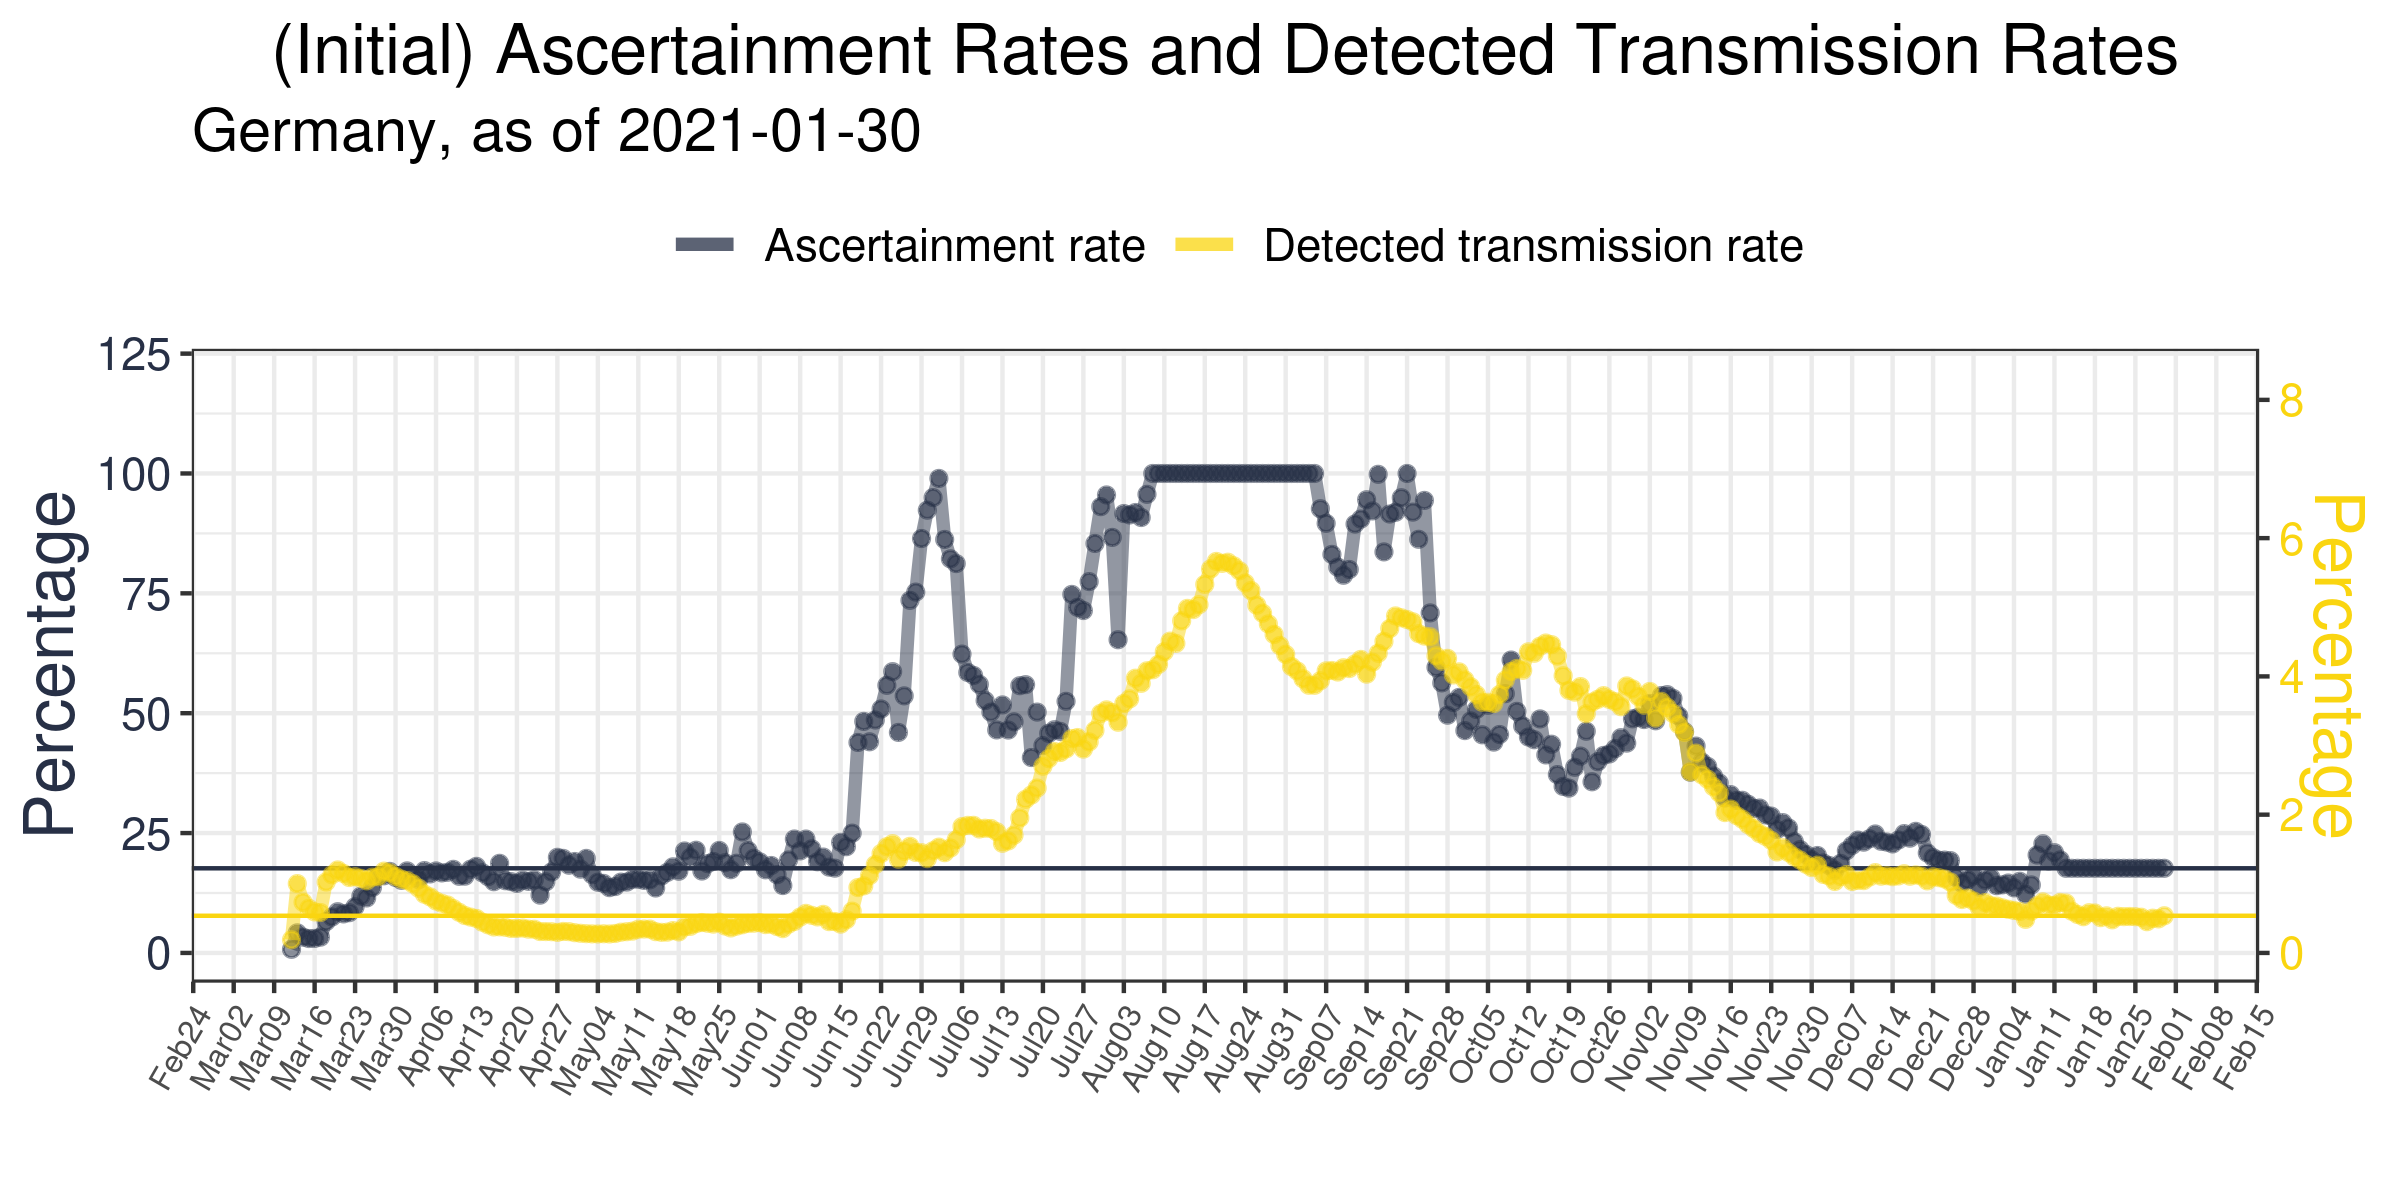 (Initial) Ascertainment Rates and Detected Transmission Rates
Germany, as of 2021-01-30
Ascertainment rate Detected transmission rate
Percentage
125
100
75
50
25
0
8
6
4
2
0
Percentage
Feb24 Mar02 Mar09 Mar16 Mar23 Mar30 Apr06 Apr13 Apr20 Apr27 May04 May11 May18 May25 Jun01 Jun08 Jun15 Jun22 Jun29 Jul06 Jul13 Jul20 Jul27 Aug03 Aug10 Aug17 Aug24 Aug31 Sep07 Sep14 Sep21 Sep28 Oct05 Oct12 Oct19 Oct26 Nov02 Nov09 Nov16 Nov23 Nov30 Dec07 Dec14 Dec21 Dec28 Jan04 Jan11 Jan18 Jan25 Feb01 Feb08 Feb15